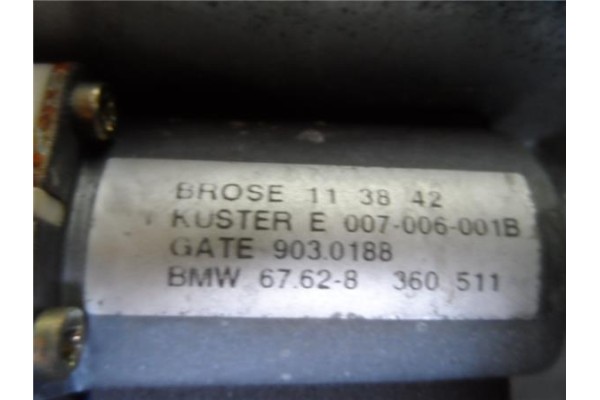 BROSE 11 38 42
KUSTER E 007-006-001B
GATE 903.0188
BMW 67.62-8 360 511